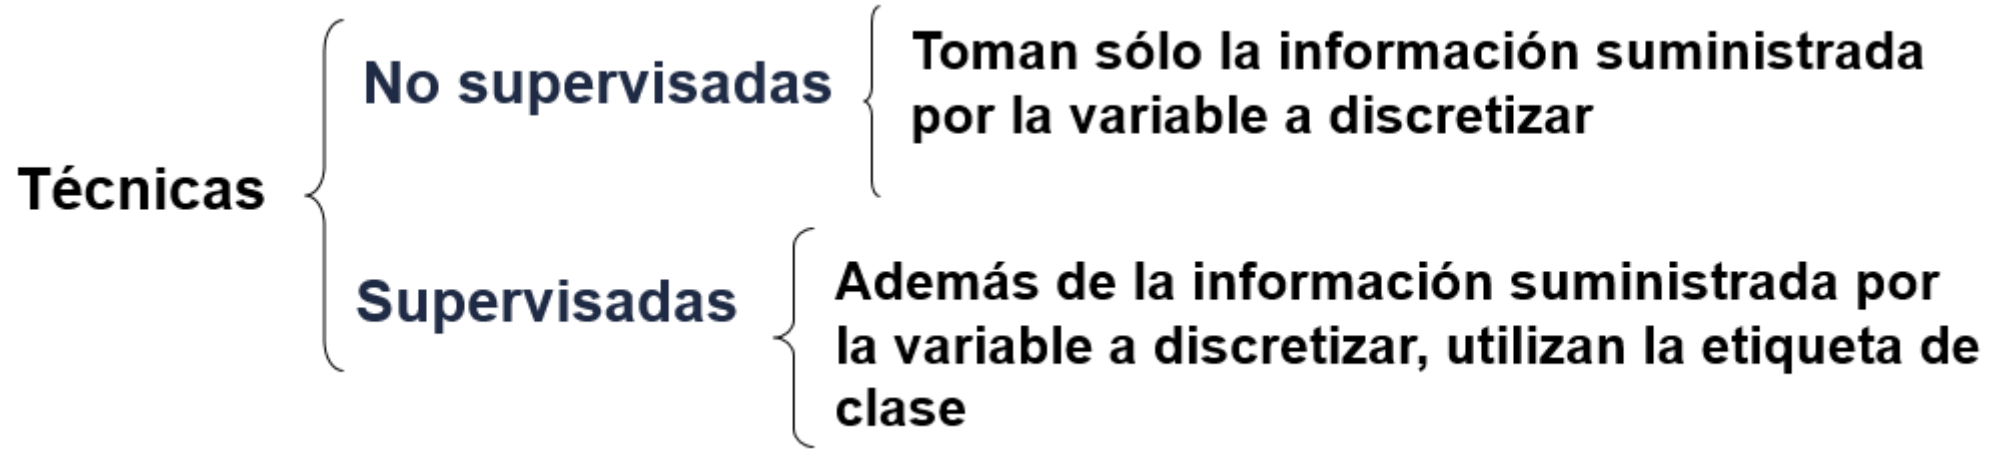 Técnicas
No supervisadas
Toman sólo la información suministrada
por la variable a discretizar
Supervisadas
Además de la información suministrada por
la variable a discretizar, utilizan la etiqueta de
clase